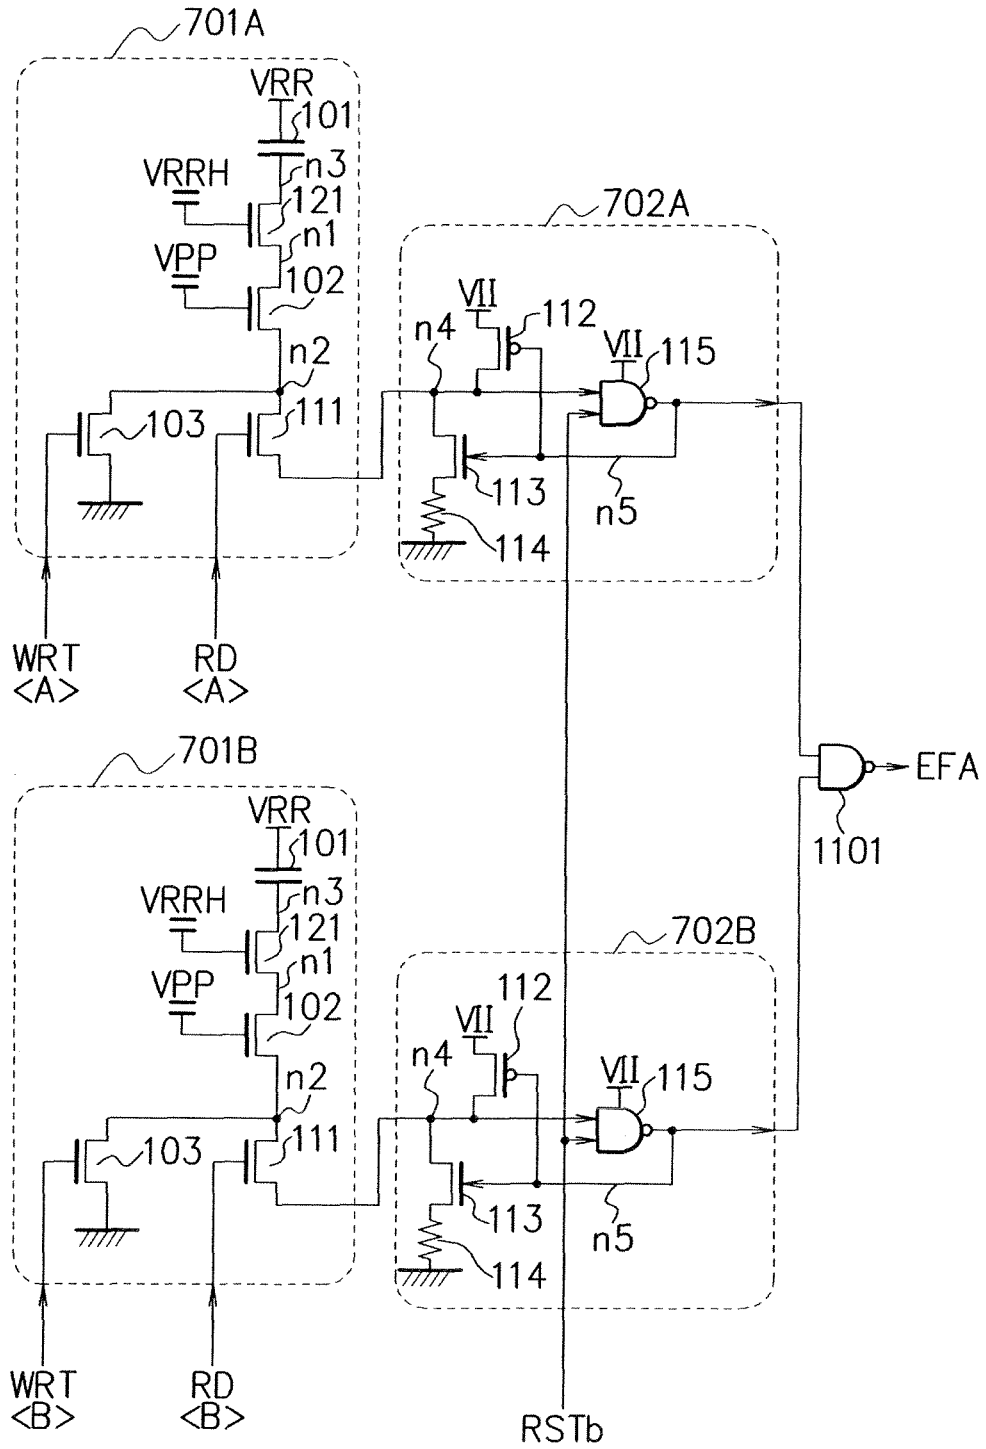 701A
VRR
101
n3
VRRH
121
n1
VPP
102
n2
103
111
WRT
<A>
RD
<A>
702A
VII
112
n4
VII
115
113
n5
114
EFA
1101
701B
VRR
101
n3
VRRH
121
n1
VPP
102
n2
103
111
WRT
<B>
RD
<B>
702B
112
VII
n4
VII
115
113
n5
114
RSTb